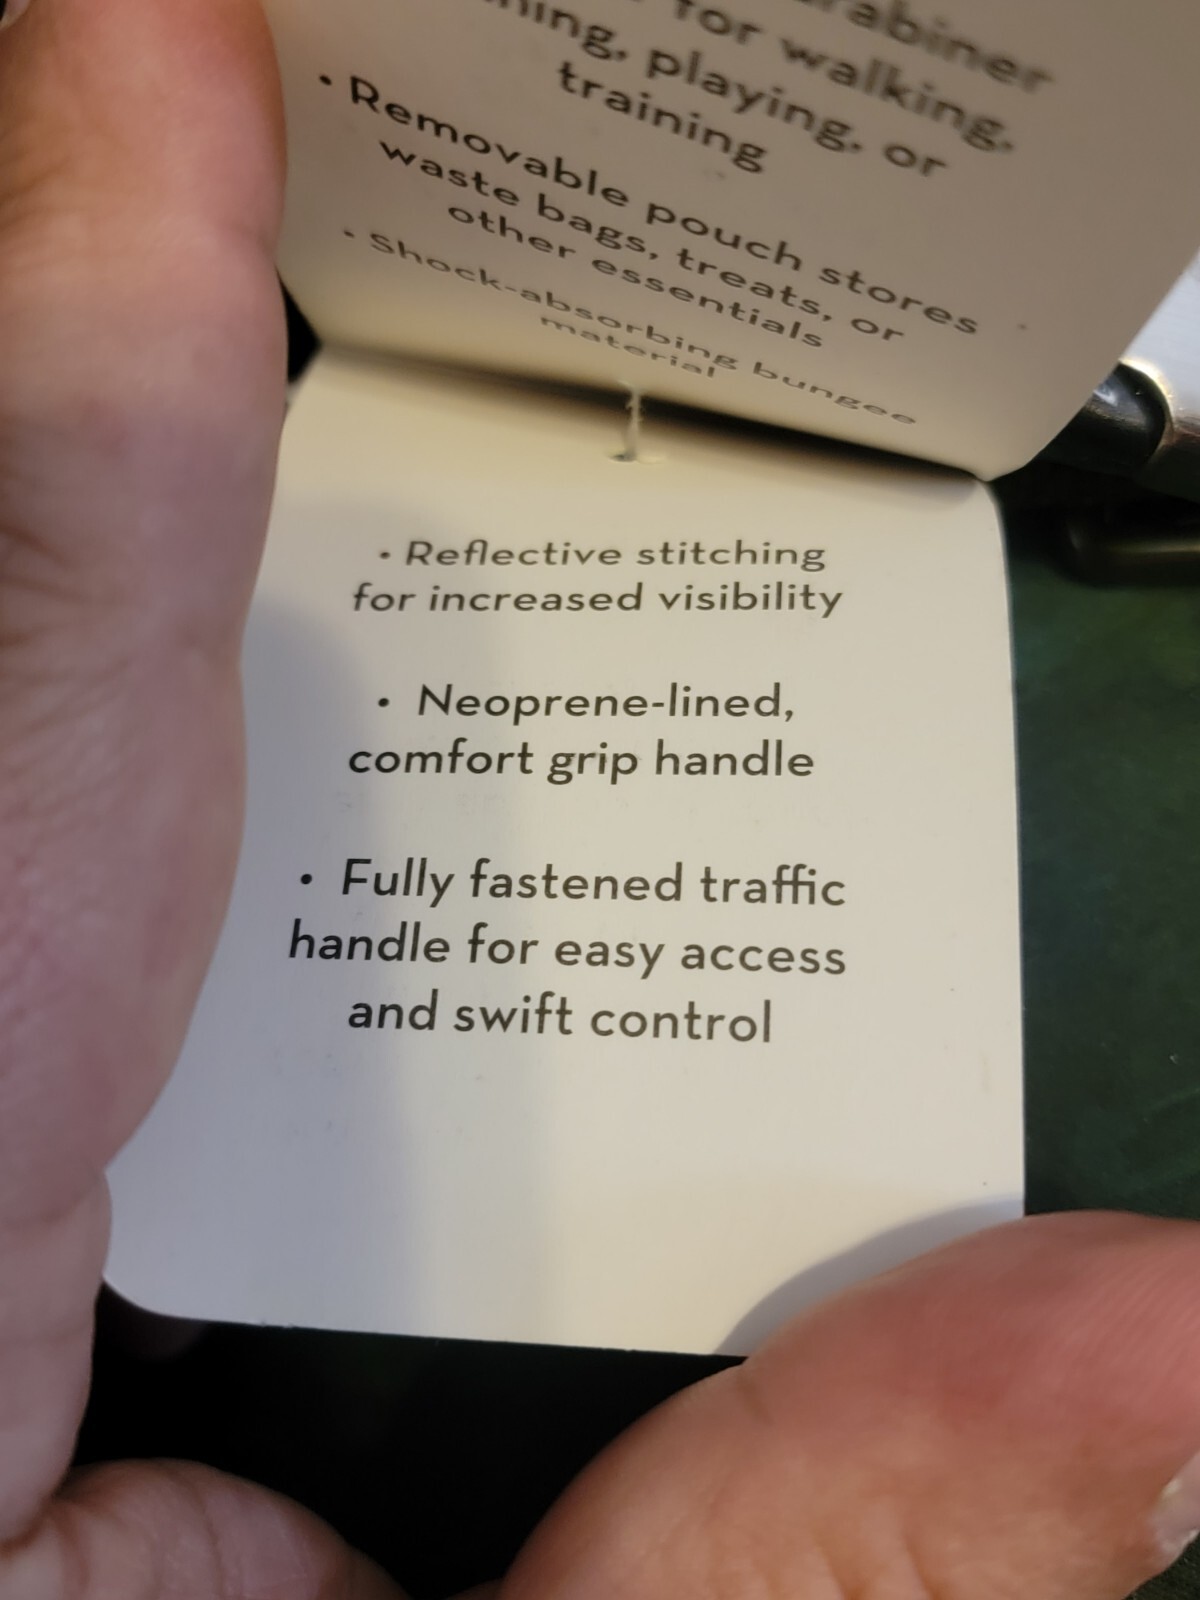 for walking,
playing, or
training
• Removable pouch stores
waste bags, treats, or
other essentials
• Shock-absorbing bungee
material
• Reflective stitching
for increased visibility
• Neoprene-lined,
comfort grip handle
• Fully fastened traffic
handle for easy access
and swift control